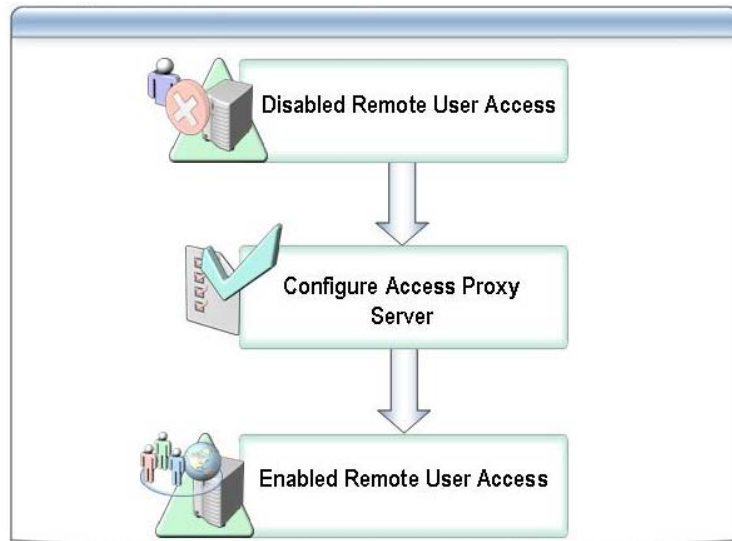 Disabled Remote User Access
Configure Access Proxy
Server
Enabled Remote User Access